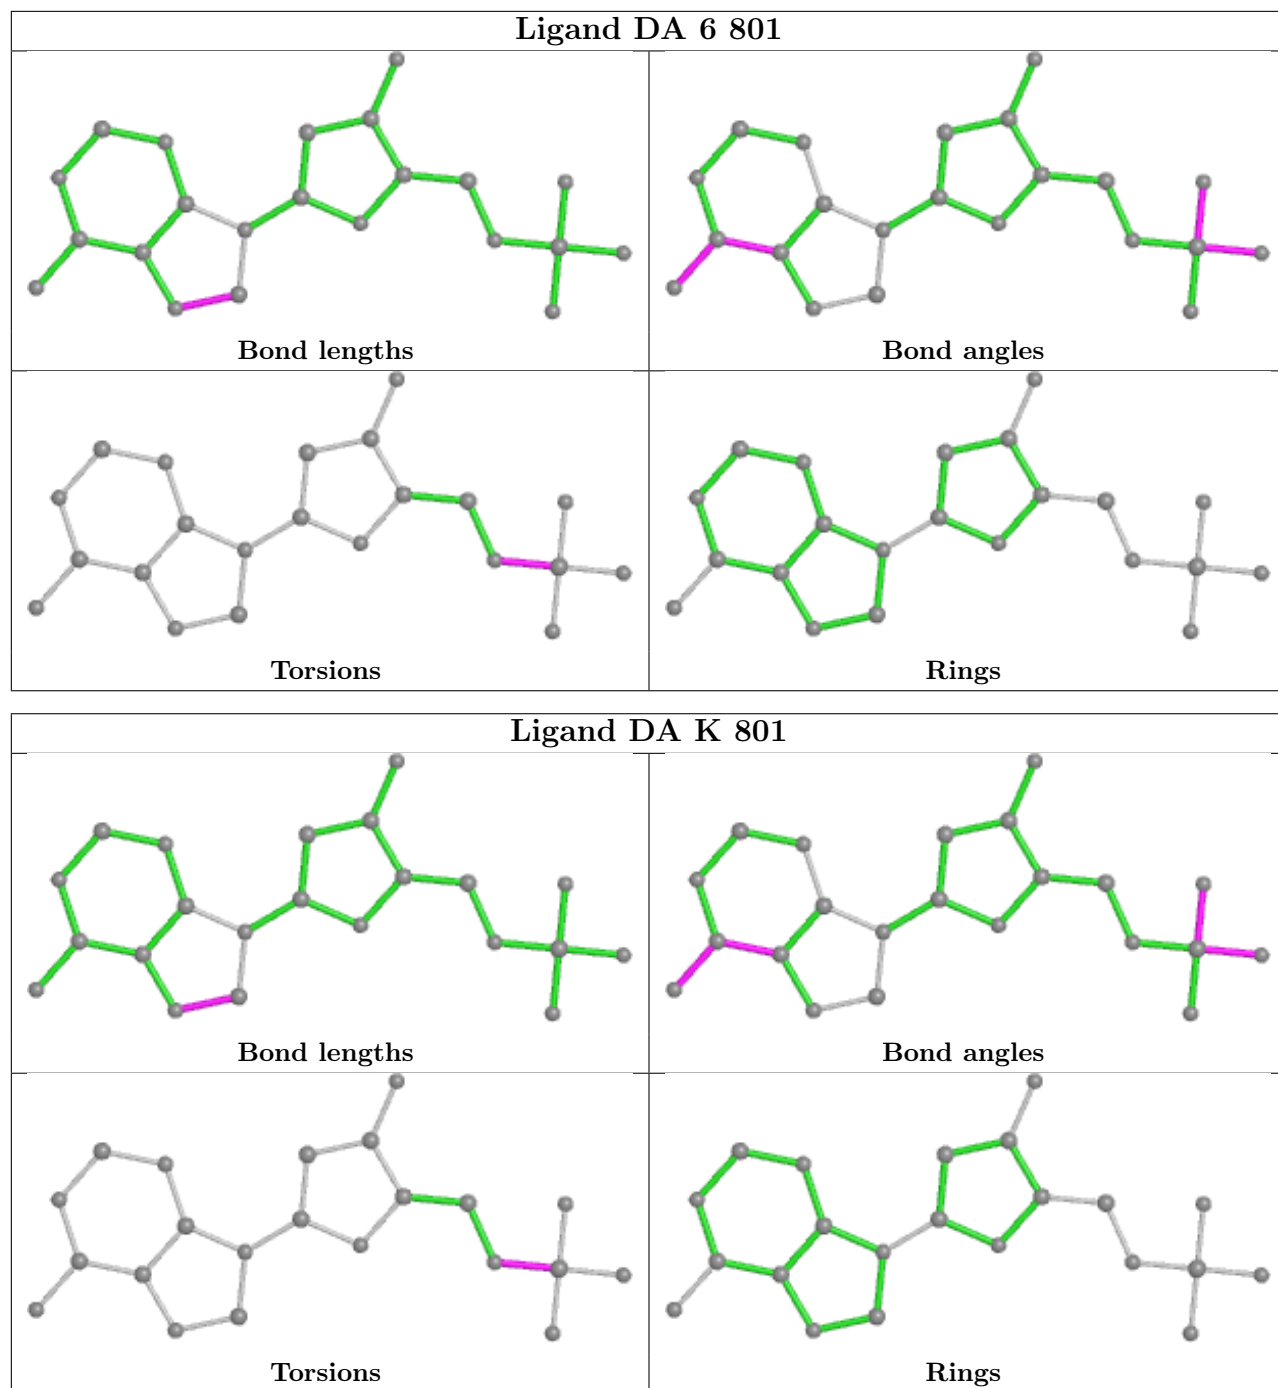 Ligand DA 6 801
Bond lengths
Bond angles
Torsions
Rings
Ligand DA K 801
Bond lengths
Bond angles
Torsions
Rings